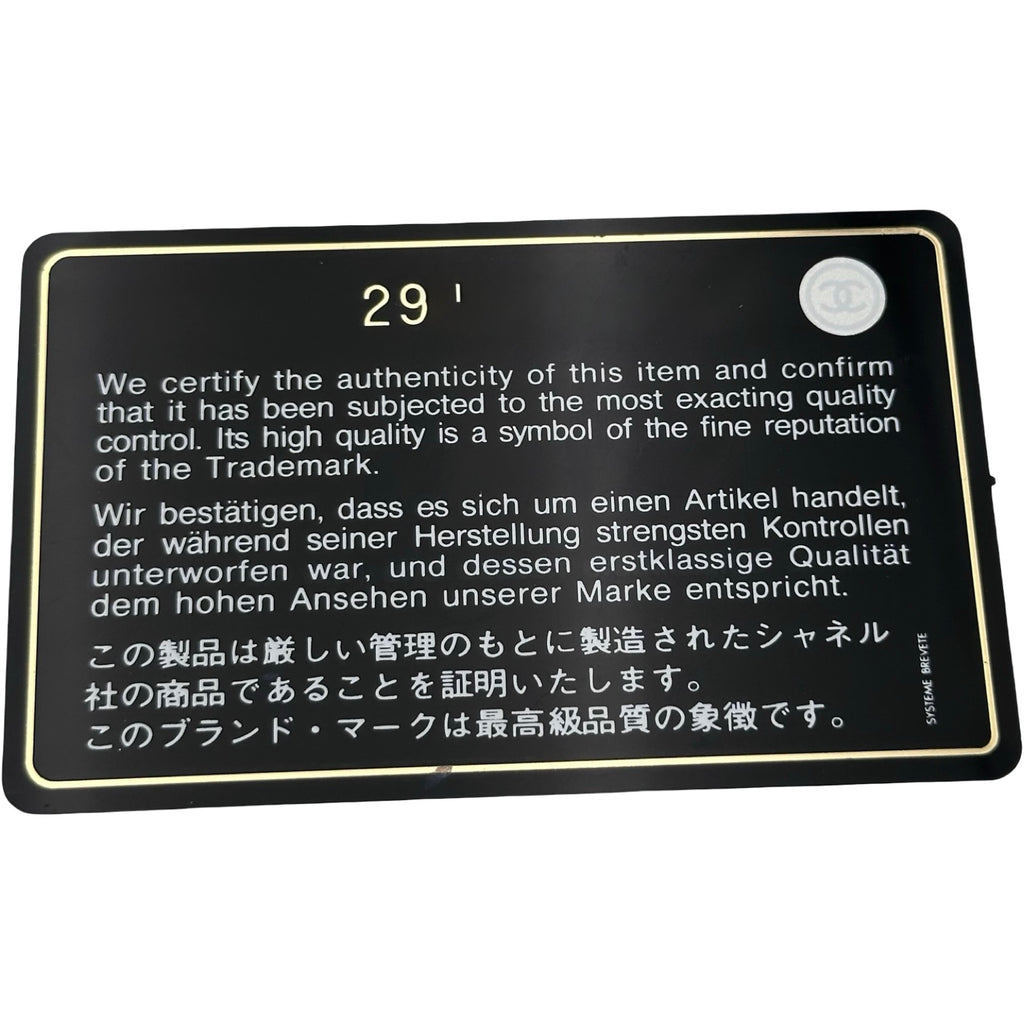 29 '
We certify the authenticity of this item and confirm
that it has been subjected to the most exacting quality
control. Its high quality is a symbol of the fine reputation
of the Trademark.
Wir bestätigen, dass es sich um einen Artikel handelt,
der während seiner Herstellung strengsten Kontrollen
unterworfen war, und dessen erstklassige Qualität
dem hohen Ansehen unserer Marke entspricht.
この製品は厳しい管理のもとに製造されたシャネル
社の商品であることを証明いたします。
このブランド・マークは最高級品質の象徴です。
SYSTEME BREVETE